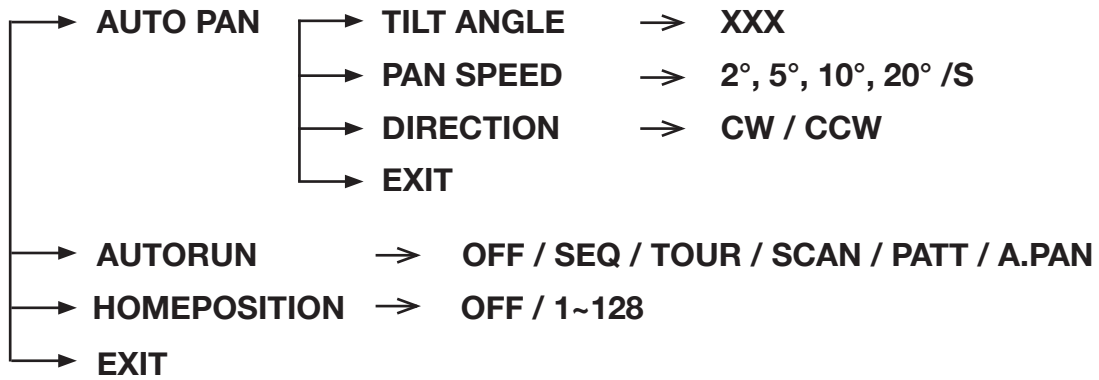 AUTO PAN TILT ANGLE XXX
PAN SPEED 2°, 5°, 10°, 20° /S
DIRECTION CW / CCW
EXIT
AUTORUN OFF / SEQ / TOUR / SCAN / PATT / A.PAN
HOMEPOSITION OFF / 1~128
EXIT